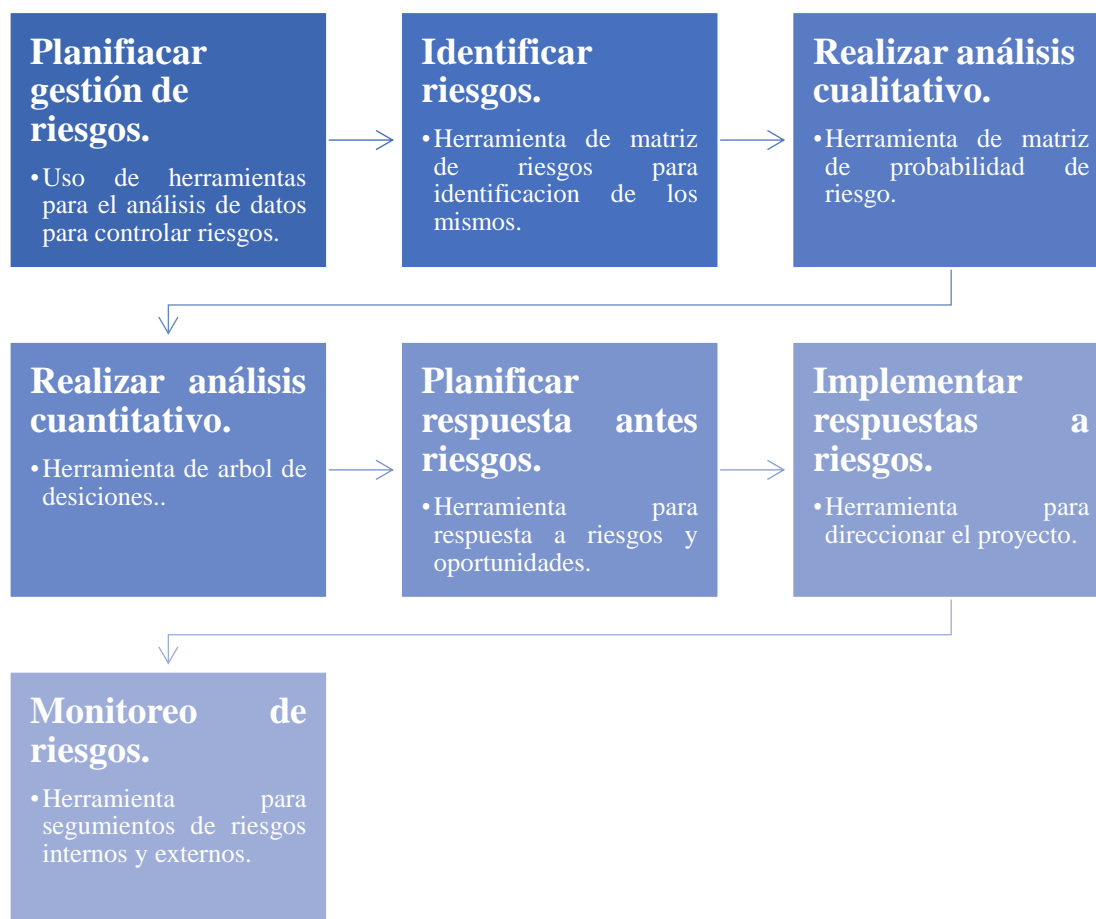 Planifiacar
gestión de
riesgos.
•Uso de herramientas
para el análisis de datos
para controlar riesgos.
Identificar
riesgos.
•Herramienta de matriz
de riesgos para
identificacion de los
mismos.
Realizar análisis
cualitativo.
•Herramienta de matriz
de probabilidad de
riesgo.
Realizar análisis
cuantitativo.
•Herramienta de arbol de
desiciones..
Planificar
respuesta antes
riesgos.
•Herramienta para
respuesta a riesgos y
oportunidades.
Implementar
respuestas a
riesgos.
•Herramienta para
direccionar el proyecto.
Monitoreo de
riesgos.
•Herramienta para
segumientos de riesgos
internos y externos.